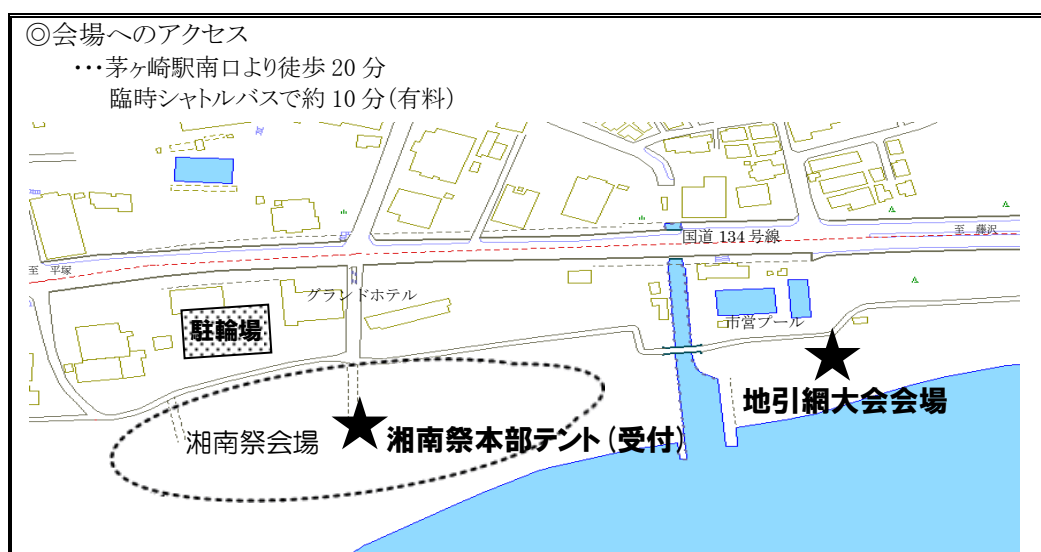 ◎会場へのアクセス
・・・茅ヶ崎駅南口より徒歩 20 分
臨時シャトルバスで約 10 分(有料)
国道 134 号線
至 藤沢
至 平塚
グランドホテル
市営プール
駐輪場
地引網大会会場
湘南祭会場
湘南祭本部テント(受付)